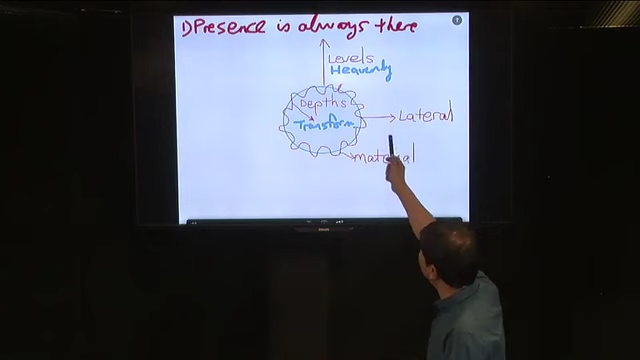 1) Presence is always there
Levels
Heavenly
Depths
Transform
Lateral
material